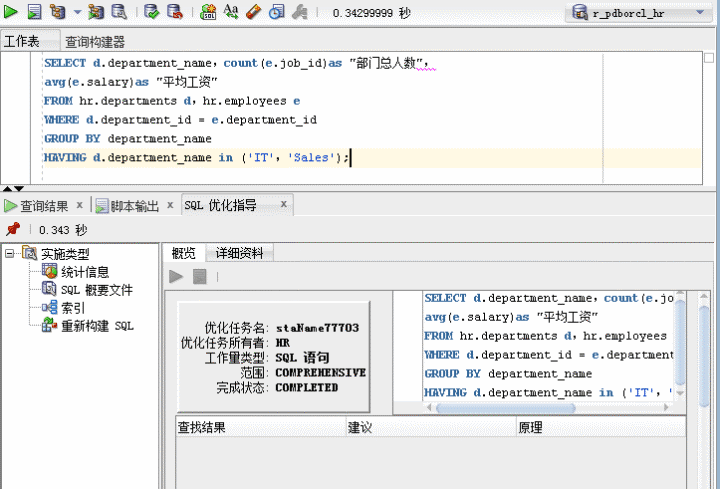 0.34299999 秒
r_pdborcl_hr
工作表 查询构建器
SELECT d.department_name, count(e.job_id)as "部门总人数",
avg(e.salary)as "平均工资"
FROM hr.departments d, hr.employees e
WHERE d.department_id = e.department_id
GROUP BY department_name
HAVING d.department_name in ('IT', 'Sales');
查询结果 x 脚本输出 x SQL 优化指导 x
0.343 秒
实施类型
统计信息
SQL 概要文件
索引
重新构建 SQL
概览 详细资料
优化任务名: staName77703
优化任务所有者: HR
工作量类型: SQL 语句
范围: COMPREHENSIVE
完成状态: COMPLETED
SELECT d.department_name, count(e.jo
avg(e.salary)as "平均工资"
FROM hr.departments d, hr.employees
WHERE d.department_id = e.department
GROUP BY department_name
HAVING d.department_name in ('IT', '
查找结果 建议 原理